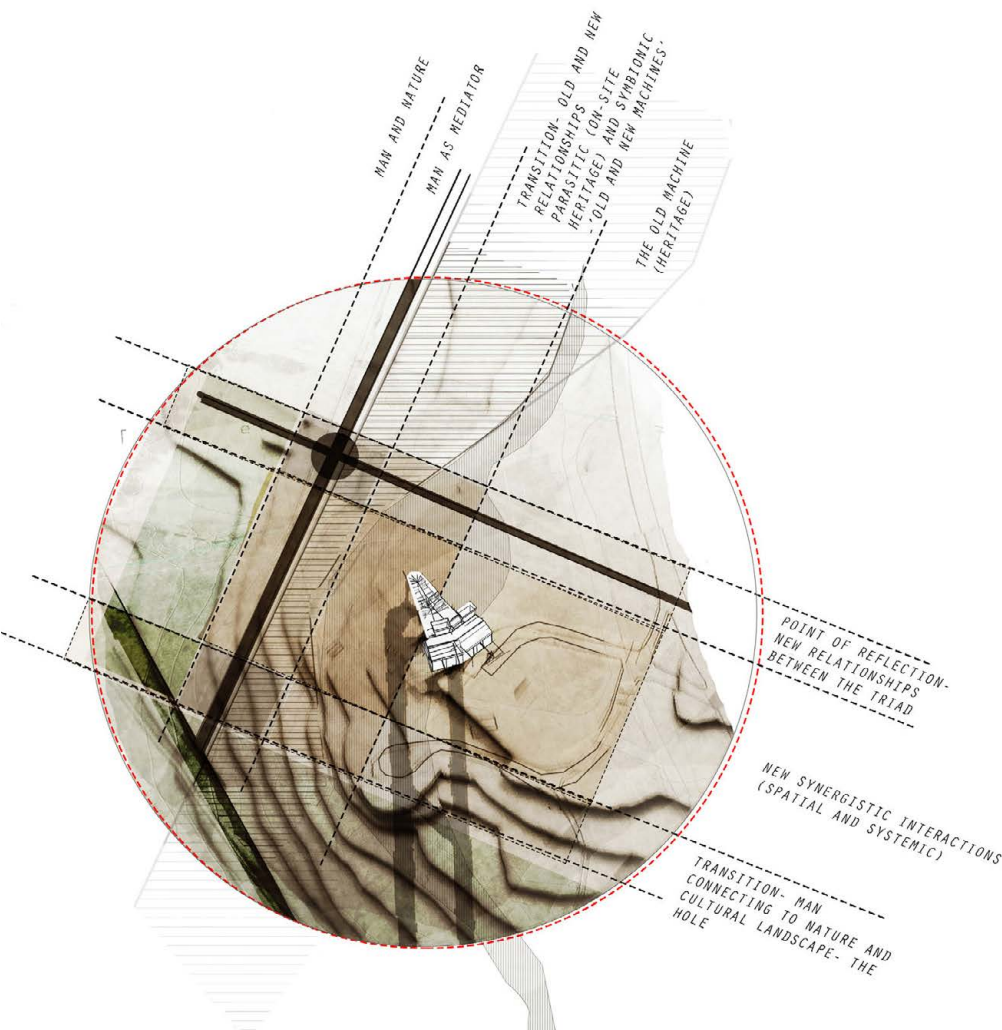 MAN AND NATURE
MAN AS MEDIATOR
TRANSITION- OLD AND NEW
RELATIONSHIPS
PARASITIC (ON-SITE
HERITAGE) AND SYMBIONIC
-'OLD AND NEW MACHINES'
THE OLD MACHINE
(HERITAGE)
POINT OF REFLECTION-
NEW RELATIONSHIPS
BETWEEN THE TRIAD
NEW SYNERGISTIC INTERACTIONS
(SPATIAL AND SYSTEMIC)
TRANSITION- MAN
CONNECTING TO NATURE AND
CULTURAL LANDSCAPE- THE
HOLE